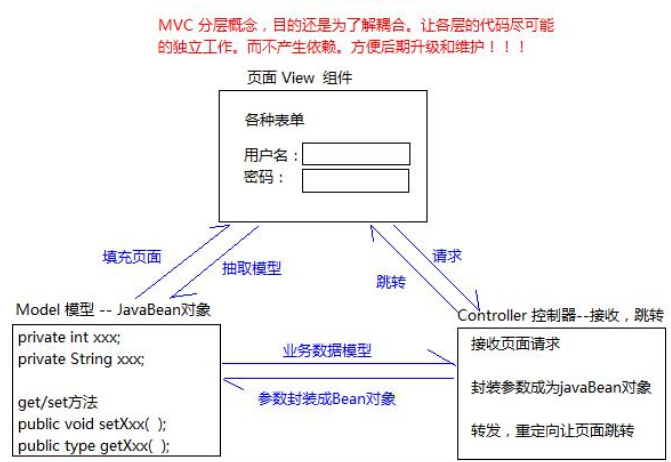 MVC 分层概念，目的还是为了解耦合。让各层的代码尽可能
的独立工作。而不产生依赖。方便后期升级和维护！！！
页面 View 组件
各种表单
用户名：
密码：
填充页面
抽取模型
请求
跳转
Model 模型 -- JavaBean对象
private int xxx;
private String xxx;
get/set方法
public void setXxx( );
public type getXxx( );
业务数据模型
参数封装成Bean对象
Controller 控制器--接收，跳转
接收页面请求
封装参数成为javaBean对象
转发，重定向让页面跳转